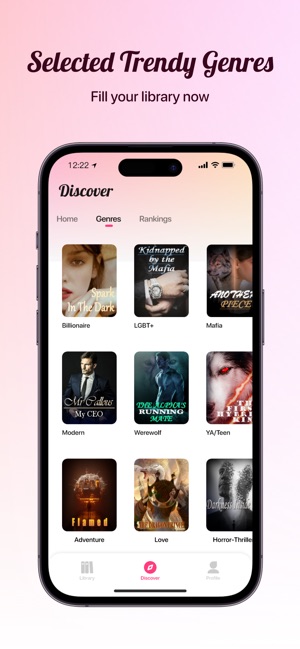 Selected Trendy Genres
Fill your library now
12:22
Discover
Home
Genres
Rankings
Spark
In The Dark
Billionaire
Kidnapped
by the
Mafia
LGBT+
ANOTHER
PIECE
Mafia
Mr Callous
My CEO
Modern
THE ALPHA'S
RUNNING
MATE
Werewolf
THE
FIRST
HYBRID
KING
YA/Teen
Flamed
Adventure
Love
Darkness
Horror-Thrille
Library
Discover
Profile